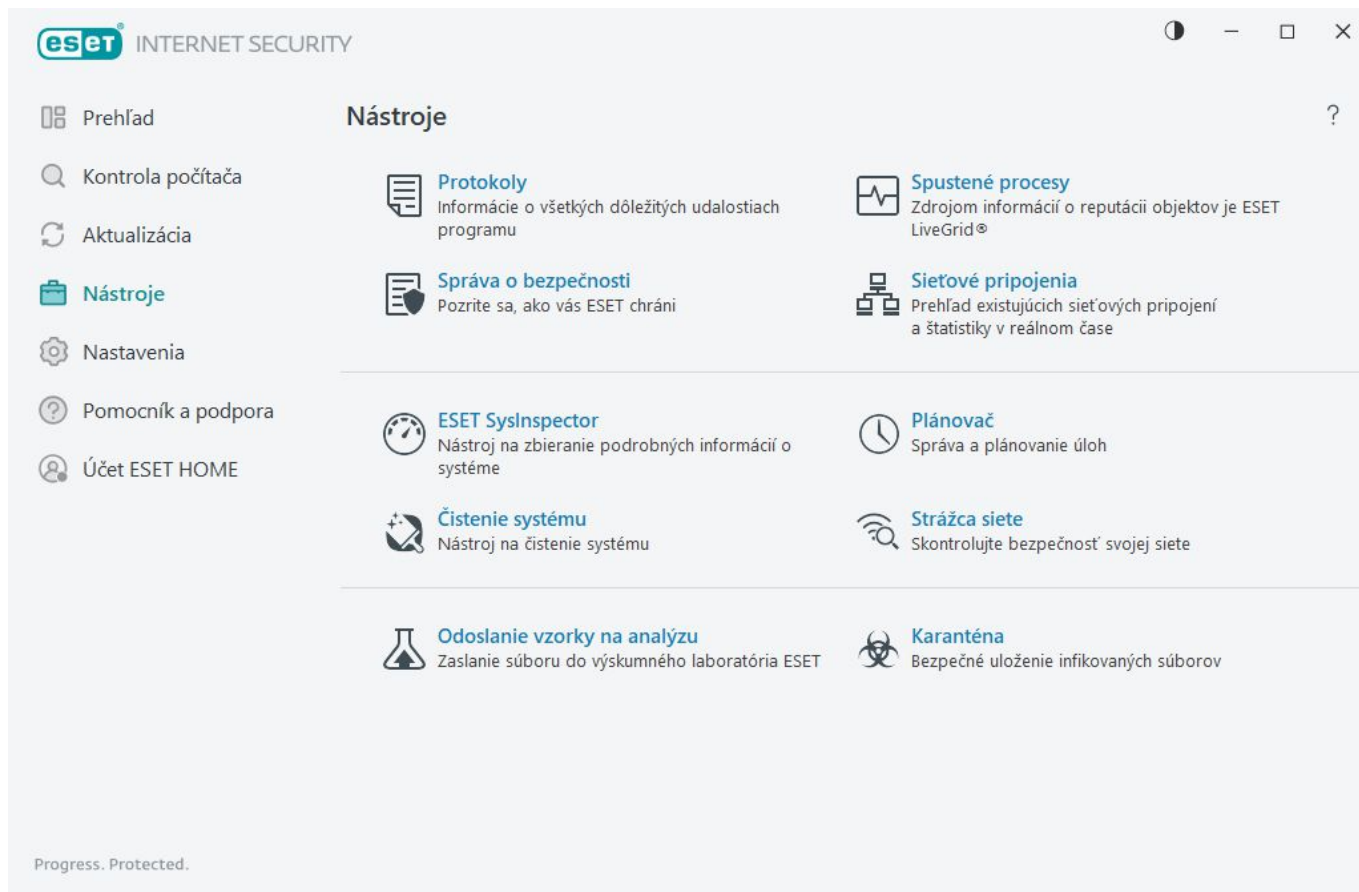 eseT® INTERNET SECURITY
Prehľad
Kontrola počítača
Aktualizácia
Nástroje
Nastavenia
Pomocník a podpora
Účet ESET HOME
Nástroje
?
Protokoly
Informácie o všetkých dôležitých udalostiach
programu
Spustené procesy
Zdrojom informácií o reputácii objektov je ESET
LiveGrid®
Správa o bezpečnosti
Pozrite sa, ako vás ESET chráni
Sieťové pripojenia
Prehľad existujúcich sieťových pripojení
a štatistiky v reálnom čase
ESET SysInspector
Nástroj na zbieranie podrobných informácií o
systéme
Plánovač
Správa a plánovanie úloh
Čistenie systému
Nástroj na čistenie systému
Strážca siete
Skontrolujte bezpečnosť svojej siete
Odoslanie vzorky na analýzu
Zaslanie súboru do výskumného laboratória ESET
Karanténa
Bezpečné uloženie infikovaných súborov
Progress. Protected.